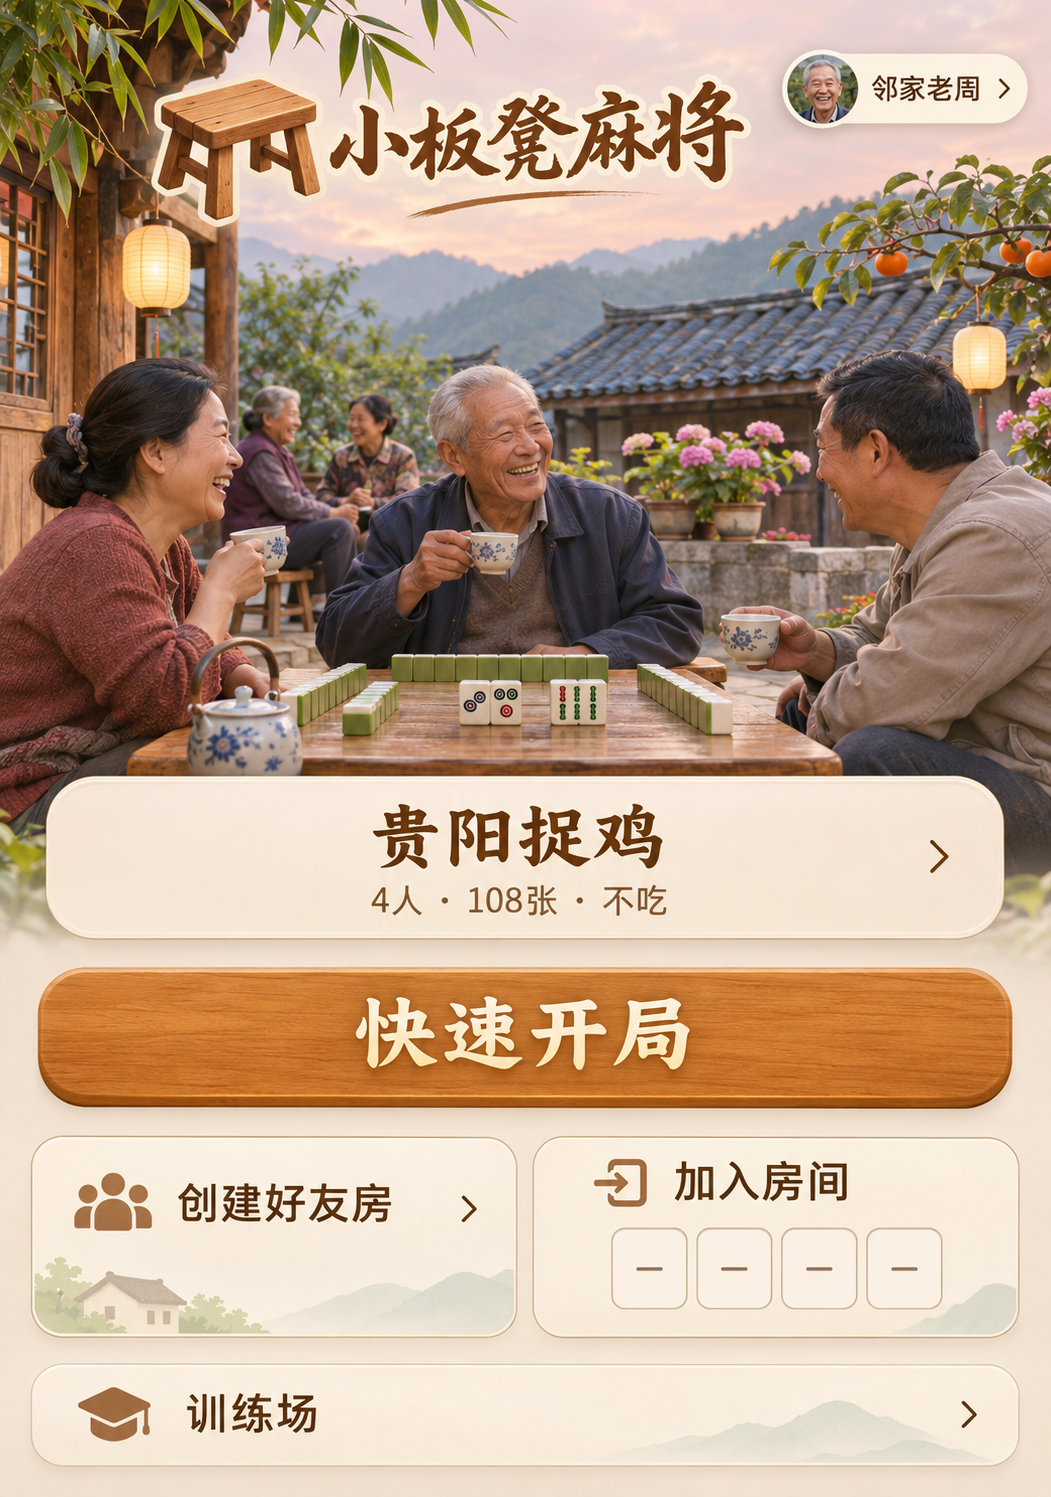 小板凳麻将
邻家老周
贵阳捉鸡
4人 · 108张 · 不吃
快速开局
创建好友房
加入房间
训练场